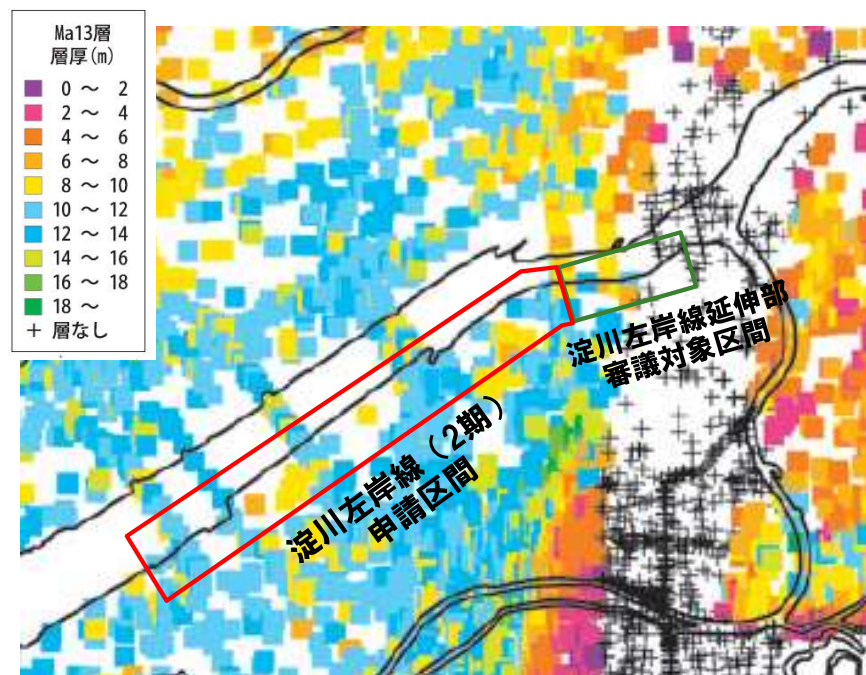 Ma13層
層厚(m)
0 ～ 2
2 ～ 4
4 ～ 6
6 ～ 8
8 ～ 10
10 ～ 12
12 ～ 14
14 ～ 16
16 ～ 18
18 ～
+ 層なし
淀川左岸線延伸部
審議対象区間
淀川左岸線（2期）
申請区間